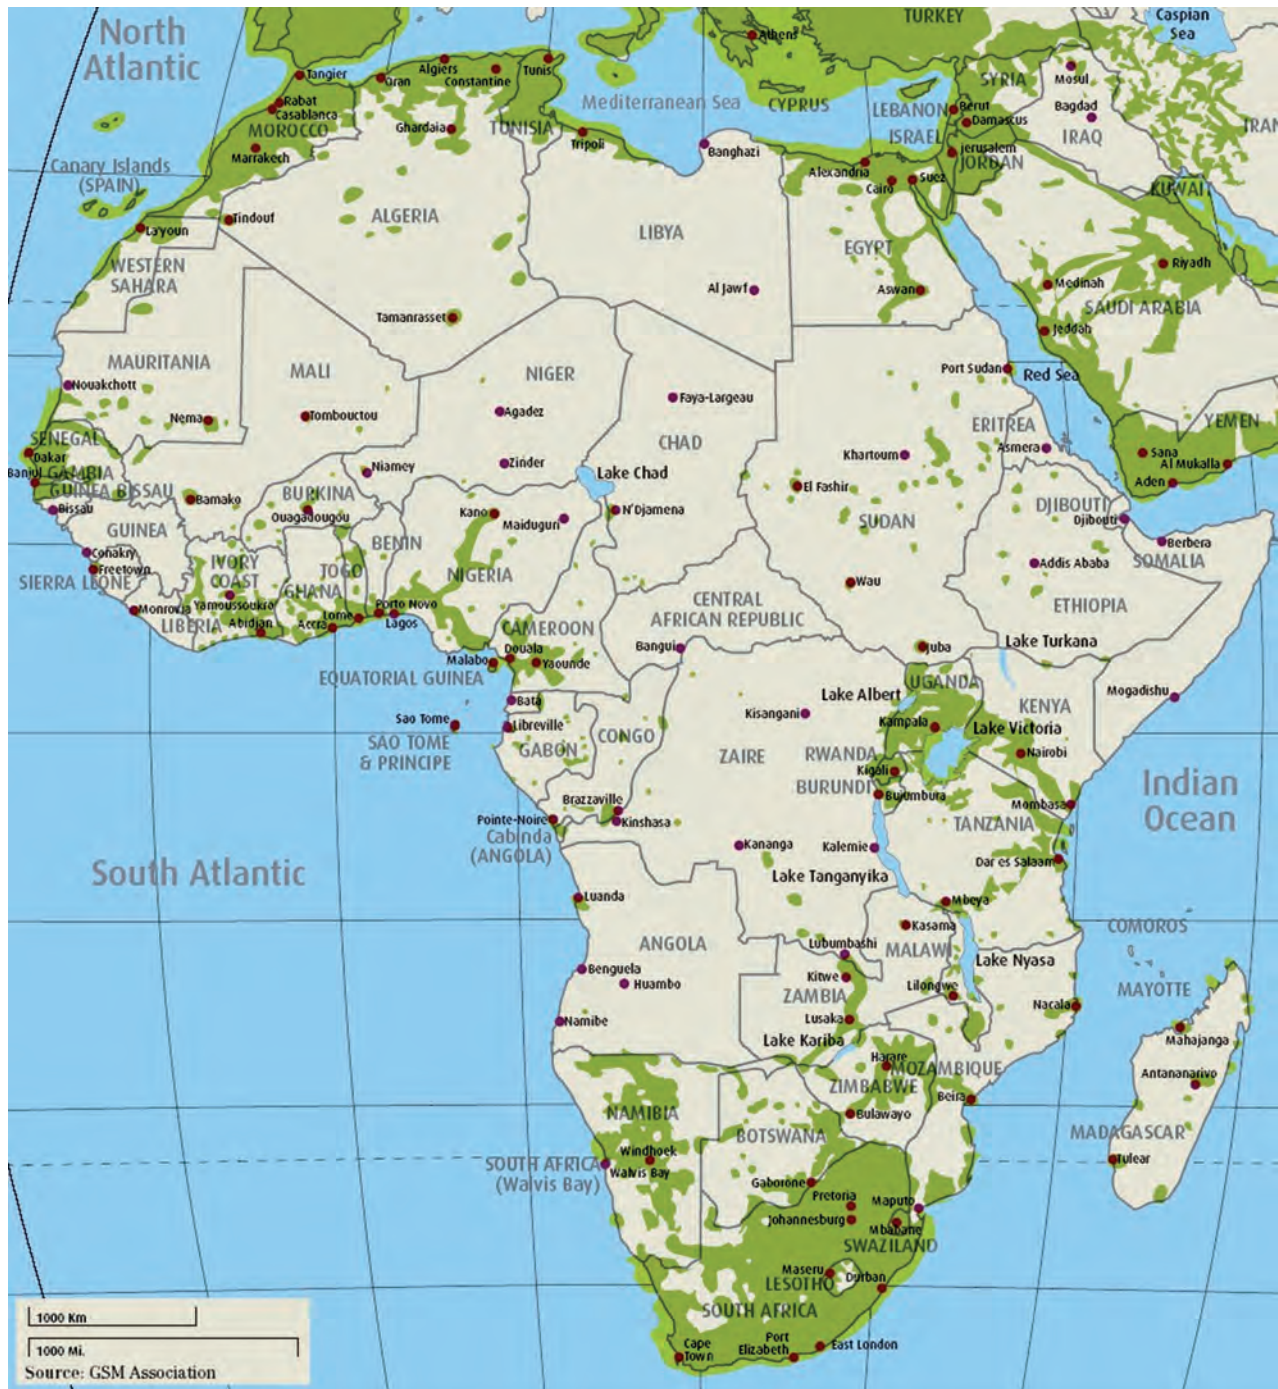 North
Atlantic
TURKEY
Caspian
Sea
Athens
Tangier
Oran
Algiers
Constantine
Tunis
Mediterranean Sea
CYPRUS
SYRIA
Mosul
LEBANON
Berut
Damascus
Bagdad
IRAQ
IRAN
Rabat
Casablanca
MOROCCO
Ghardaia
TUNISIA
Tripoli
Banghazi
ISRAEL
Jerusalem
JORDAN
Marrakech
Canary Islands
(SPAIN)
Alexandria
Cairo
Suez
KUWAIT
La'youn
Tindouf
ALGERIA
LIBYA
EGYPT
WESTERN
SAHARA
Al Jawf
Aswan
Medinah
Riyadh
SAUDI ARABIA
Tamanrasset
Jeddah
MAURITANIA
MALI
NIGER
Port Sudan
Red Sea
Nouakchott
Nema
Tombouctou
Agadez
Faya-Largeau
CHAD
ERITREA
Asmera
YEMEN
SENEGAL
Dakar
Khartoum
Sana
Al Mukalla
Aden
Banjul
GAMBIA
GUINEA BISSAU
Niamey
Zinder
Lake Chad
El Fashir
Bissau
Bamako
BURKINA
Ouagadougou
Kano
Maiduguri
N'Djamena
SUDAN
DJIBOUTI
Djibouti
GUINEA
BENIN
Berbera
SOMALIA
Conakry
Freetown
SIERRA LEONE
IVORY
COAST
TOGO
GHANA
NIGERIA
Wau
Addis Ababa
ETHIOPIA
Monrovia
LIBERIA
Yamoussoukia
Abidjan
Accra
Lome
Porto Novo
Lagos
CENTRAL
AFRICAN REPUBLIC
CAMEROON
Douala
Malabo
Yaounde
Bangui
Juba
Lake Turkana
EQUATORIAL GUINEA
Bata
Lake Albert
UGANDA
KENYA
Mogadishu
Sao Tome
SAO TOME
& PRINCIPE
Libreville
GABON
CONGO
Kisangani
ZAIRE
Kampala
Lake Victoria
RWANDA
Kigali
Nairobi
BURUNDI
Bujumbura
Indian
Ocean
Brazzaville
Kinshasa
Pointe-Noire
Cabinda
(ANGOLA)
Mombasa
TANZANIA
Kananga
Kalemie
Dar es Salaam
South Atlantic
Lake Tanganyika
Luanda
Mbeya
ANGOLA
Kasama
COMOROS
Lubumbashi
MALAWI
Lake Nyasa
Benguela
Huambo
Kitwe
ZAMBIA
Lilongwe
MAYOTTE
Nacala
Namibe
Lusaka
Lake Kariba
Mahajanga
Harare
MOZAMBIQUE
ZIMBABWE
Antananarivo
Beira
NAMIBIA
Bulawayo
BOTSWANA
MADAGASCAR
Windhoek
SOUTH AFRICA
(Walvis Bay)
Walvis Bay
Tulear
Gaborone
Pretoria
Johannesburg
Maputo
Mbabane
SWAZILAND
Maseru
LESOTHO
Durban
SOUTH AFRICA
Cape
Town
Port
Elizabeth
East London
1000 Km
1000 Mi.
Source: GSM Association